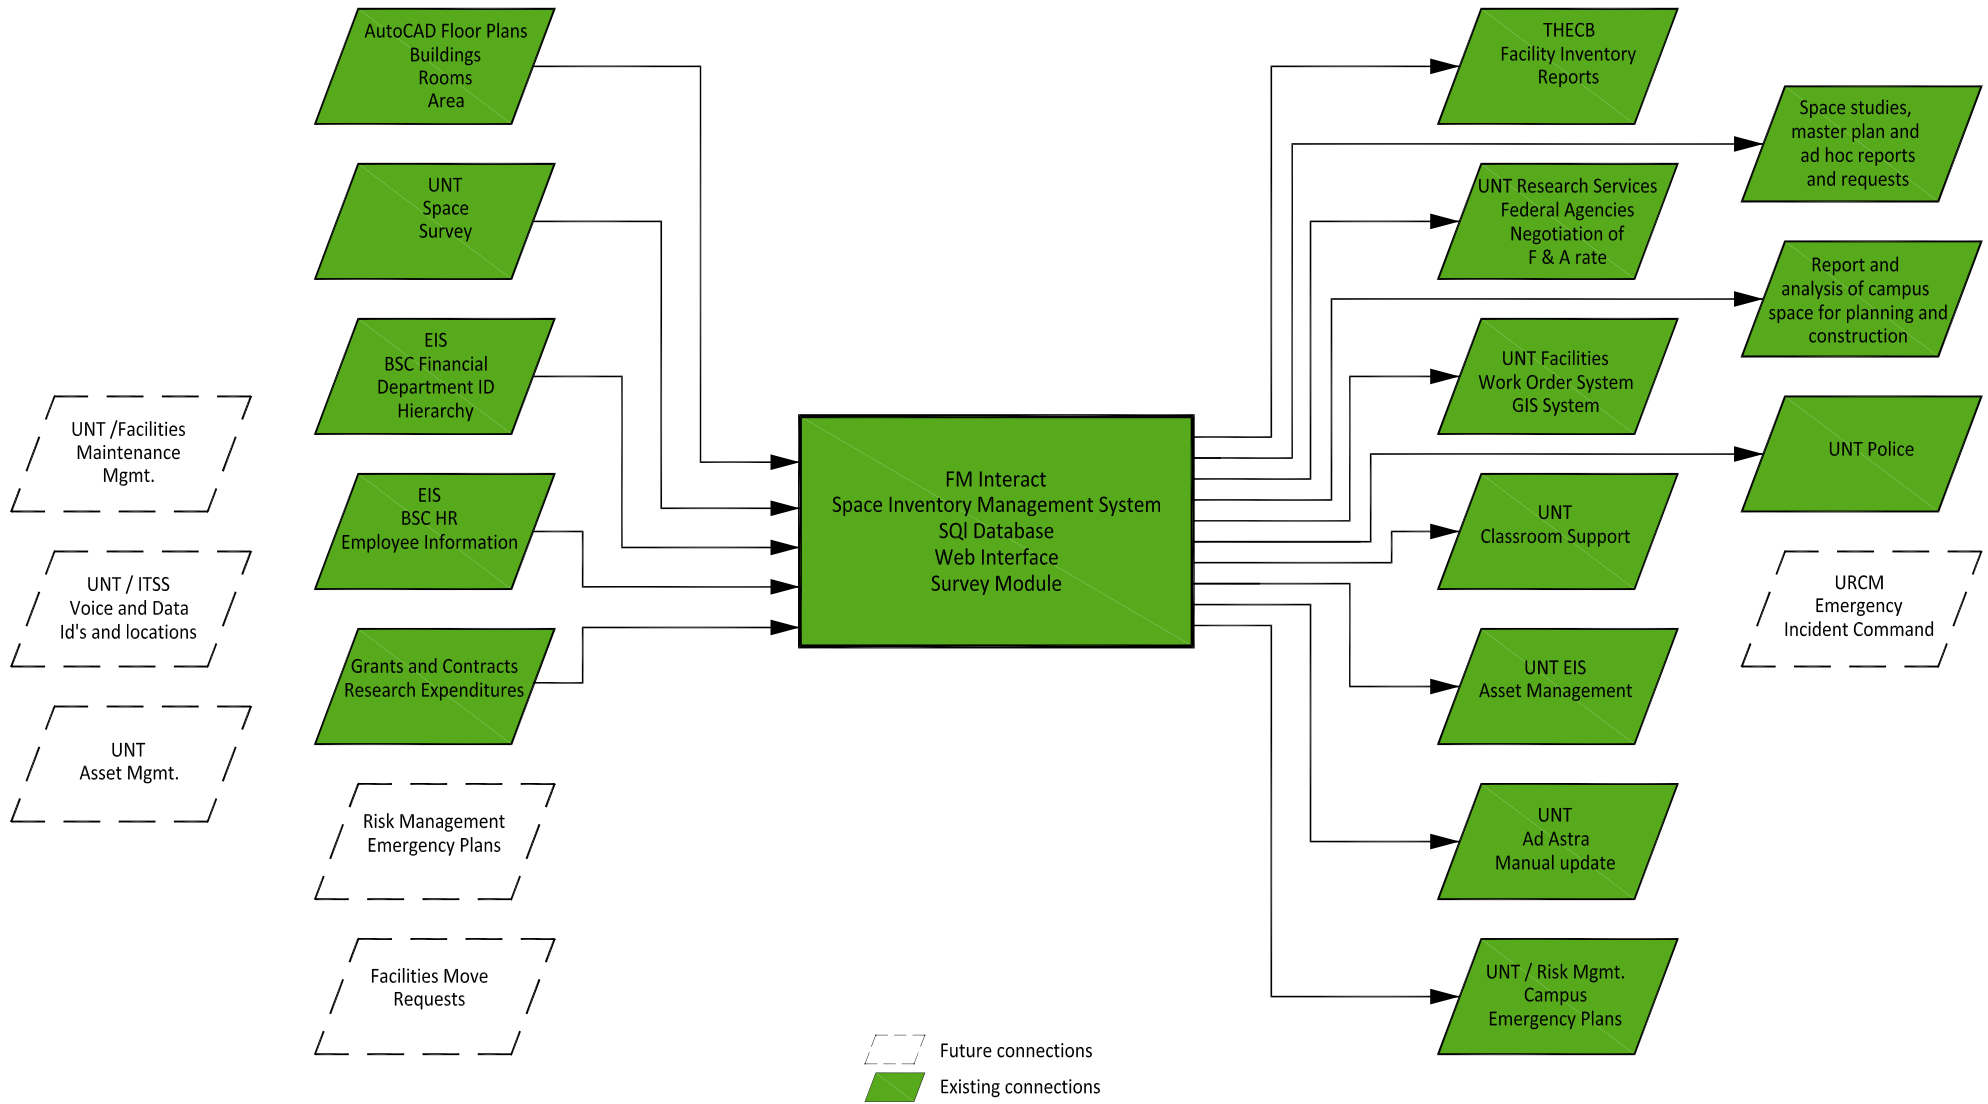 AutoCAD Floor Plans
Buildings
Rooms
Area
UNT
Space
Survey
EIS
BSC Financial
Department ID
Hierarchy
EIS
BSC HR
Employee Information
Grants and Contracts
Research Expenditures
Risk Management
Emergency Plans
Facilities Move
Requests
UNT /Facilities
Maintenance
Mgmt.
UNT / ITSS
Voice and Data
Id's and locations
UNT
Asset Mgmt.
FM Interact
Space Inventory Management System
SQl Database
Web Interface
Survey Module
THECB
Facility Inventory
Reports
UNT Research Services
Federal Agencies
Negotiation of
F & A rate
UNT Facilities
Work Order System
GIS System
UNT
Classroom Support
UNT EIS
Asset Management
UNT
Ad Astra
Manual update
UNT / Risk Mgmt.
Campus
Emergency Plans
Space studies,
master plan and
ad hoc reports
and requests
Report and
analysis of campus
space for planning and
construction
UNT Police
URCM
Emergency
Incident Command
Future connections
Existing connections